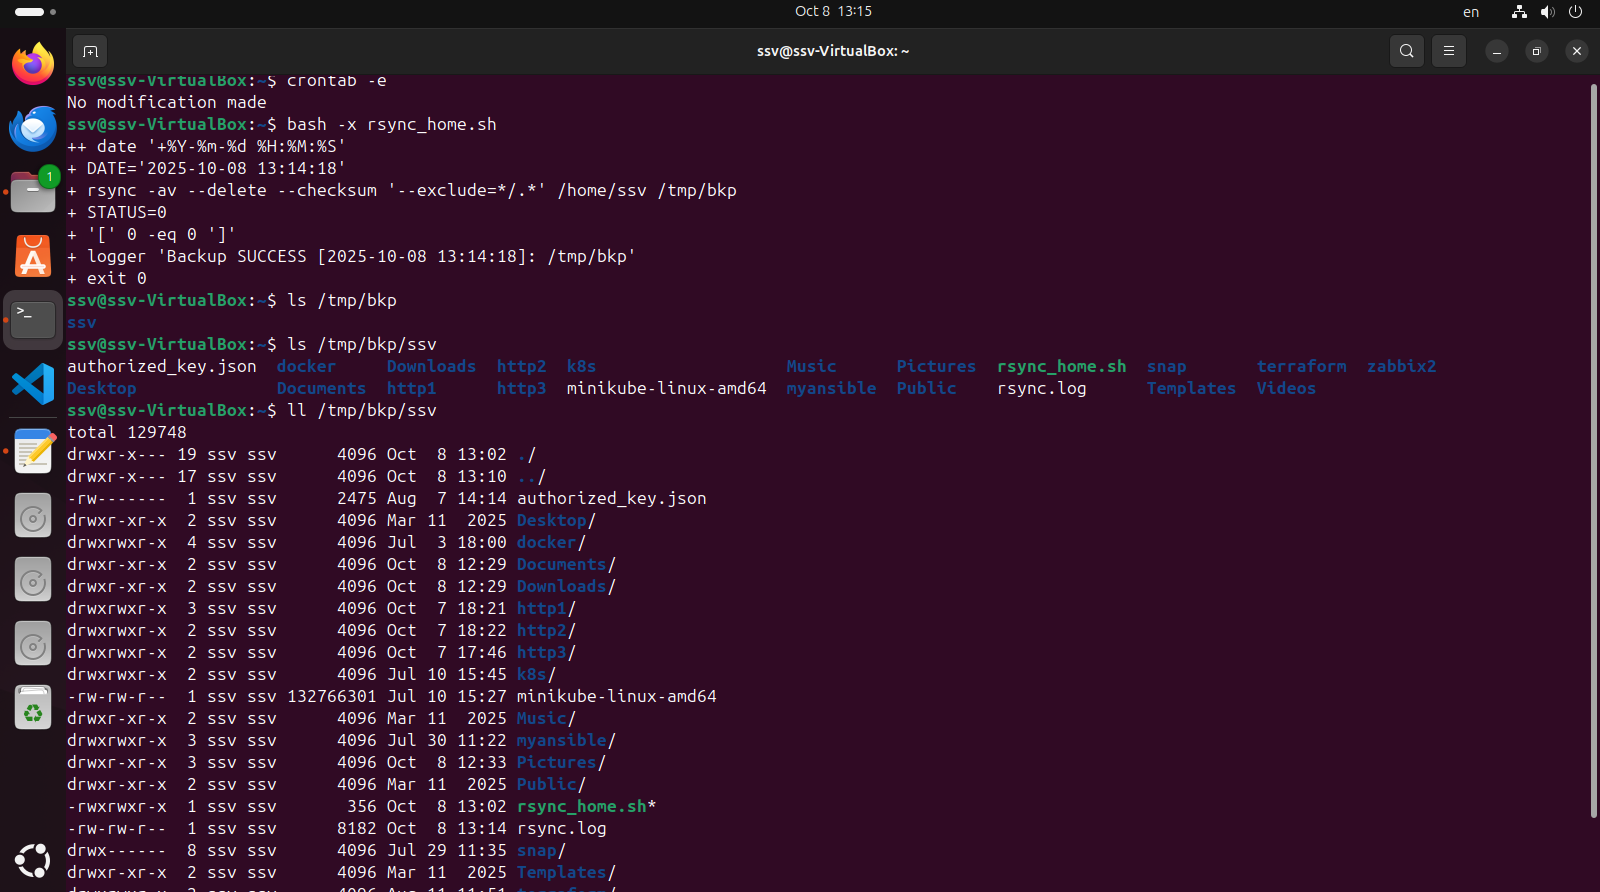 Oct 8 13:15
en
ssv@ssv-VirtualBox: ~
ssv@ssv-VirtualBox:~$ crontab -e
No modification made
ssv@ssv-VirtualBox:~$ bash -x rsync_home.sh
++ date '+%Y-%m-%d %H:%M:%S'
+ DATE='2025-10-08 13:14:18'
+ rsync -av --delete --checksum '--exclude=*/.*' /home/ssv /tmp/bkp
+ STATUS=0
+ '[' 0 -eq 0 ']'
+ logger 'Backup SUCCESS [2025-10-08 13:14:18]: /tmp/bkp'
+ exit 0
ssv@ssv-VirtualBox:~$ ls /tmp/bkp
ssv
ssv@ssv-VirtualBox:~$ ls /tmp/bkp/ssv
authorized_key.json  docker     Downloads  http2  k8s                   Music      Pictures  rsync_home.sh  snap       terraform  zabbix2
Desktop              Documents  http1      http3  minikube-linux-amd64  myansible  Public    rsync.log      Templates  Videos
ssv@ssv-VirtualBox:~$ ll /tmp/bkp/ssv
total 129748
drwxr-x--- 19 ssv ssv      4096 Oct  8 13:02 ./
drwxr-x--- 17 ssv ssv      4096 Oct  8 13:10 ../
-rw-------  1 ssv ssv      2475 Aug  7 14:14 authorized_key.json
drwxr-xr-x  2 ssv ssv      4096 Mar 11  2025 Desktop/
drwxrwxr-x  4 ssv ssv      4096 Jul  3 18:00 docker/
drwxr-xr-x  2 ssv ssv      4096 Oct  8 12:29 Documents/
drwxr-xr-x  2 ssv ssv      4096 Oct  8 12:29 Downloads/
drwxrwxr-x  3 ssv ssv      4096 Oct  7 18:21 http1/
drwxrwxr-x  2 ssv ssv      4096 Oct  7 18:22 http2/
drwxrwxr-x  2 ssv ssv      4096 Oct  7 17:46 http3/
drwxrwxr-x  2 ssv ssv      4096 Jul 10 15:45 k8s/
-rw-rw-r--  1 ssv ssv 132766301 Jul 10 15:27 minikube-linux-amd64
drwxr-xr-x  2 ssv ssv      4096 Mar 11  2025 Music/
drwxrwxr-x  3 ssv ssv      4096 Jul 30 11:22 myansible/
drwxr-xr-x  3 ssv ssv      4096 Oct  8 12:33 Pictures/
drwxr-xr-x  2 ssv ssv      4096 Mar 11  2025 Public/
-rwxrwxr-x  1 ssv ssv       356 Oct  8 13:02 rsync_home.sh*
-rw-rw-r--  1 ssv ssv      8182 Oct  8 13:14 rsync.log
drwx------  8 ssv ssv      4096 Jul 29 11:35 snap/
drwxr-xr-x  2 ssv ssv      4096 Mar 11  2025 Templates/
drwxrwxr-x  2 ssv ssv      4096 Aug 11 11:51 terraform/
1
>_